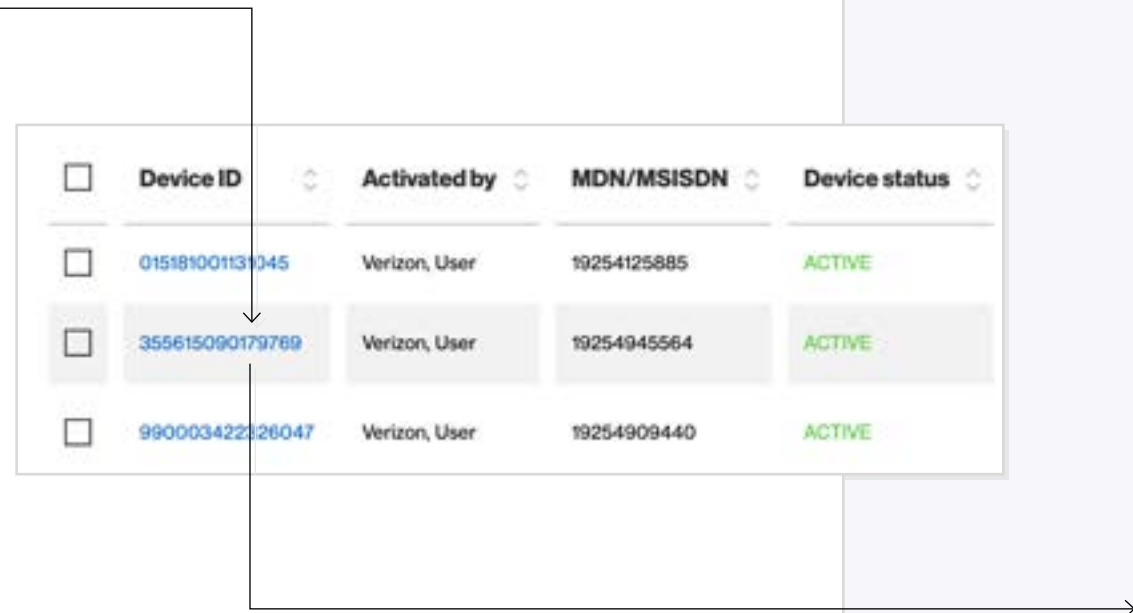 Device ID Activated by MDN/MSISDN Device status
015181001131045 Verizon, User 19254125885 ACTIVE
355615090179769 Verizon, User 19254945564 ACTIVE
990003422326047 Verizon, User 19254909440 ACTIVE